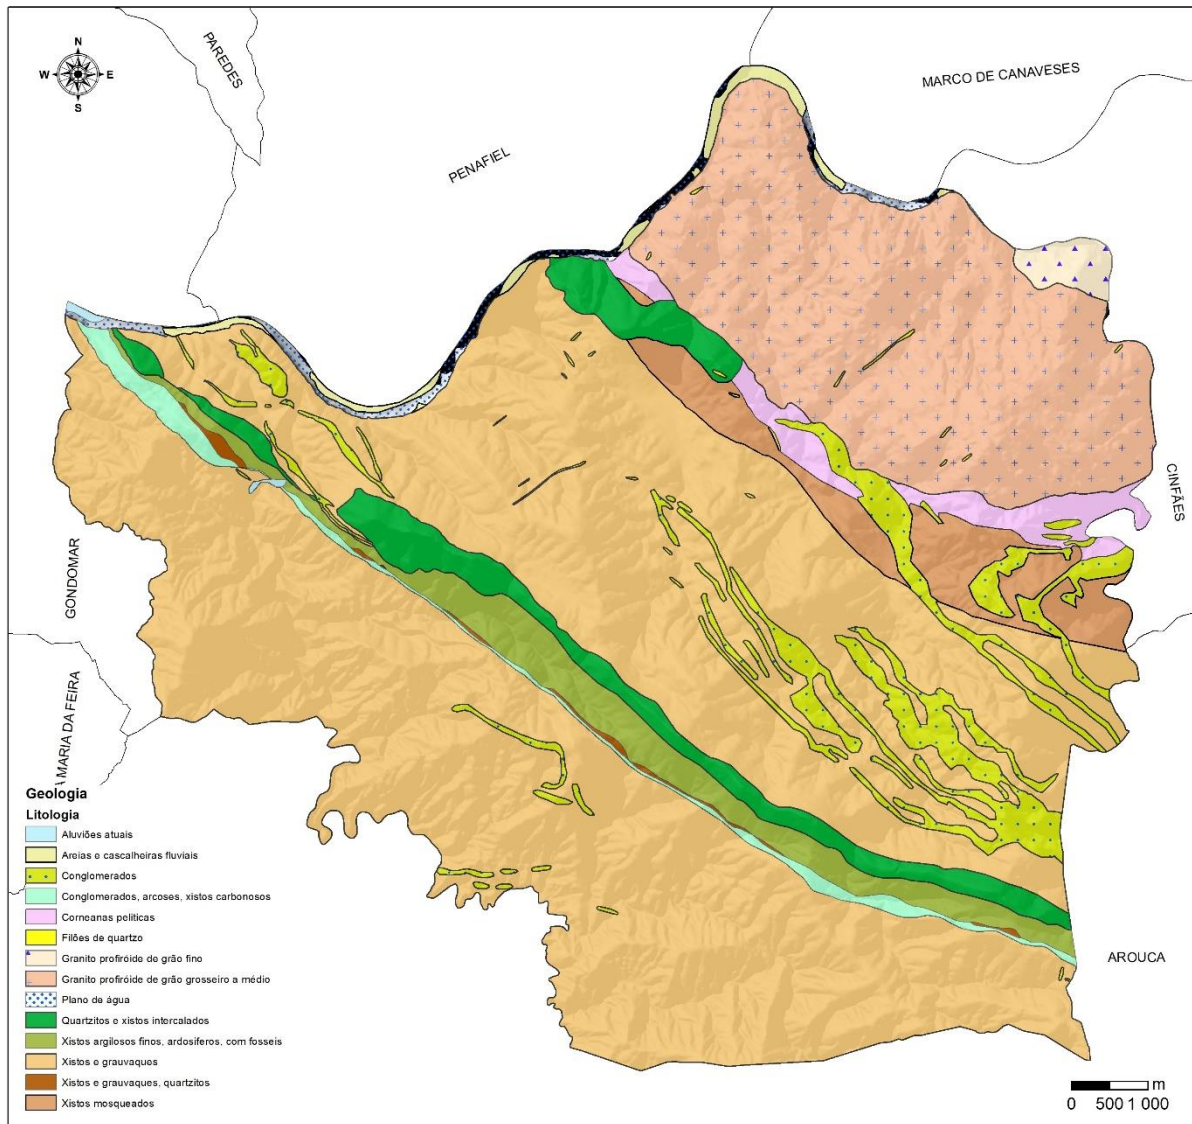 N
W E
S
PAREDES
MARCO DE CANAVESES
PENAFIEL
CINFÃES
GONDOMAR
MARIA DA FEIRA
AROUCA
Geologia
Litologia
Aluviões atuais
Areias e cascalheiras fluviais
Conglomerados
Conglomerados, arcoses, xistos carbonosos
Corneanas pelíticas
Filões de quartzo
Granito profiróide de grão fino
Granito profiróide de grão grosseiro a médio
Plano de água
Quartzitos e xistos intercalados
Xistos argilosos finos, ardosíferos, com fosseis
Xistos e grauvaques
Xistos e grauvaques, quartzitos
Xistos mosqueados
m
0 500 1 000